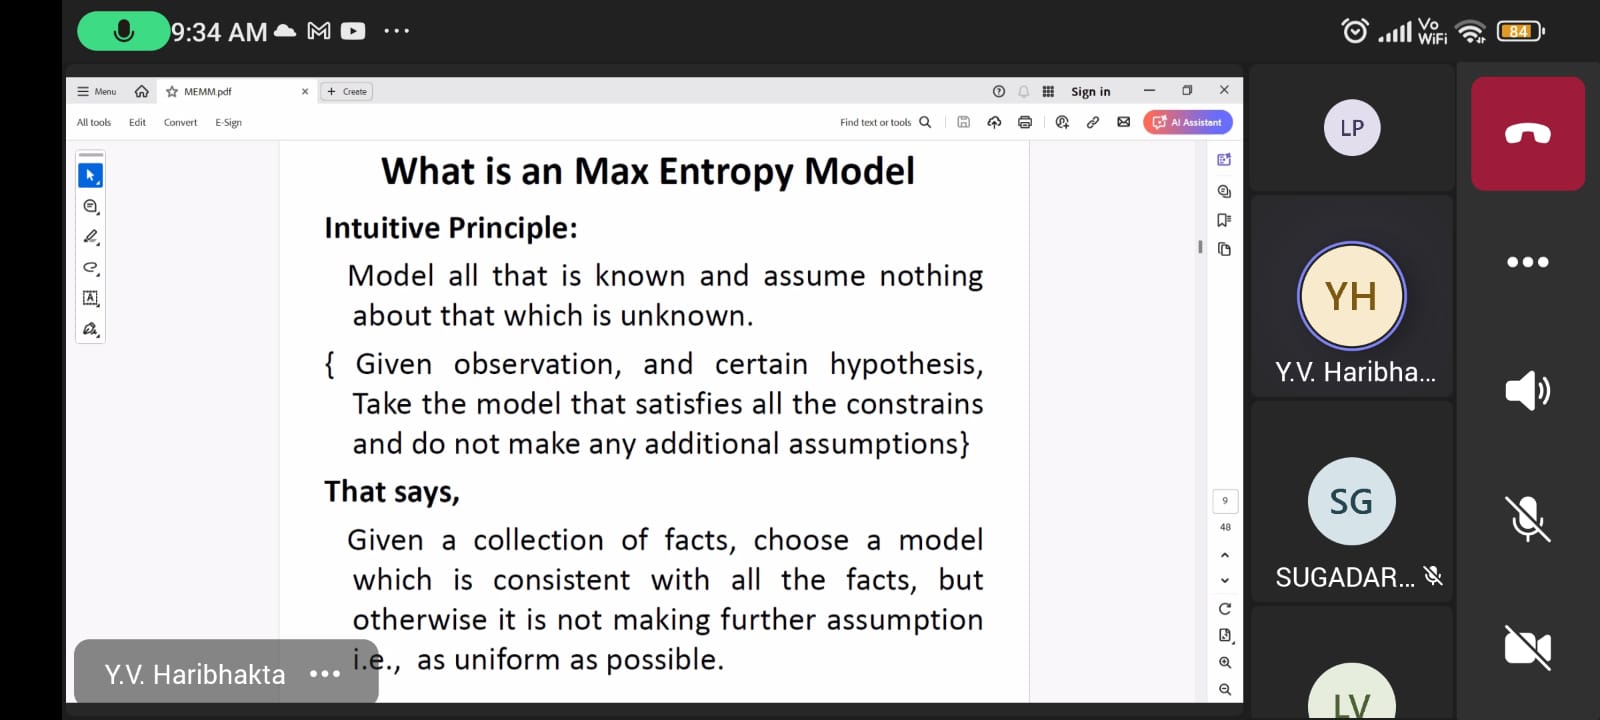 9:34 AM
Vo
WiFi
84
Menu
MEMM.pdf
+ Create
Sign in
All tools
Edit
Convert
E-Sign
Find text or tools
AI Assistant
What is an Max Entropy Model
Intuitive Principle:
Model all that is known and assume nothing
about that which is unknown.
{ Given observation, and certain hypothesis,
Take the model that satisfies all the constrains
and do not make any additional assumptions}
That says,
Given a collection of facts, choose a model
which is consistent with all the facts, but
otherwise it is not making further assumption
i.e., as uniform as possible.
9
48
Y.V. Haribhakta
LP
YH
Y.V. Haribha...
SG
SUGADAR...
LV